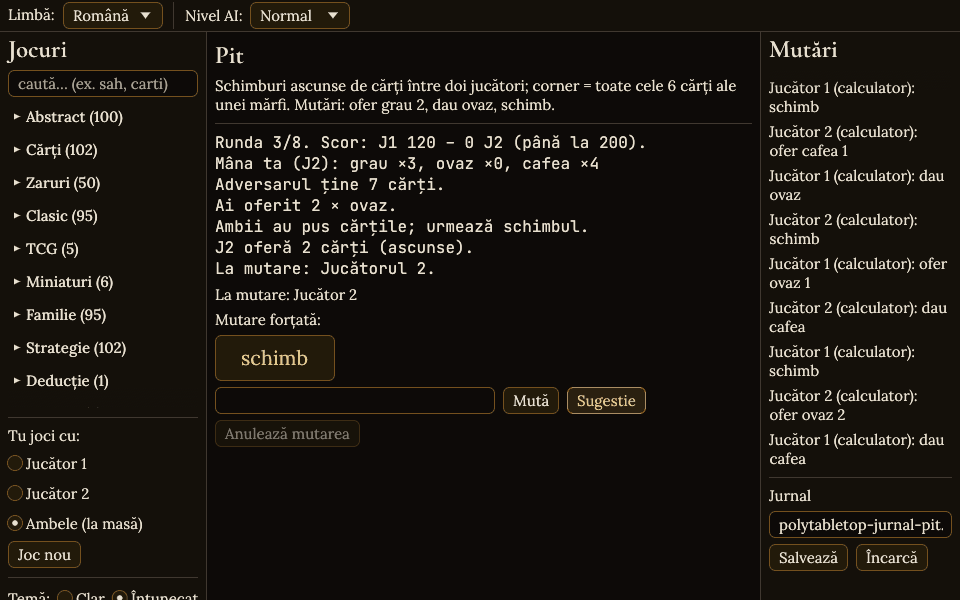 Limbă: Română ▼ Nivel AI: Normal ▼
Jocuri
caută... (ex. sah, carti)
▸ Abstract (100)
▸ Cărți (102)
▸ Zaruri (50)
▸ Clasic (95)
▸ TCG (5)
▸ Miniaturi (6)
▸ Familie (95)
▸ Strategie (102)
▸ Deducție (1)
Tu joci cu:
Jucător 1
Jucător 2
Ambele (la masă)
Joc nou
Temă: Clar Întunecat
Pit
Schimburi ascunse de cărți între doi jucători; corner = toate cele 6 cărți ale
unei mărfi. Mutări: ofer grau 2, dau ovaz, schimb.
Runda 3/8. Scor: J1 120 – 0 J2 (până la 200).
Mâna ta (J2): grau ×3, ovaz ×0, cafea ×4
Adversarul ține 7 cărți.
Ai oferit 2 × ovaz.
Ambii au pus cărțile; urmează schimbul.
J2 oferă 2 cărți (ascunse).
La mutare: Jucătorul 2.
La mutare: Jucător 2
Mutare forțată:
schimb
Mută Sugestie
Anulează mutarea
Mutări
Jucător 1 (calculator):
schimb
Jucător 2 (calculator):
ofer cafea 1
Jucător 1 (calculator): dau
ovaz
Jucător 2 (calculator):
schimb
Jucător 1 (calculator): ofer
ovaz 1
Jucător 2 (calculator): dau
cafea
Jucător 1 (calculator):
schimb
Jucător 2 (calculator):
ofer ovaz 2
Jucător 1 (calculator): dau
cafea
Jurnal
polytabletop-jurnal-pit.
Salvează Încarcă